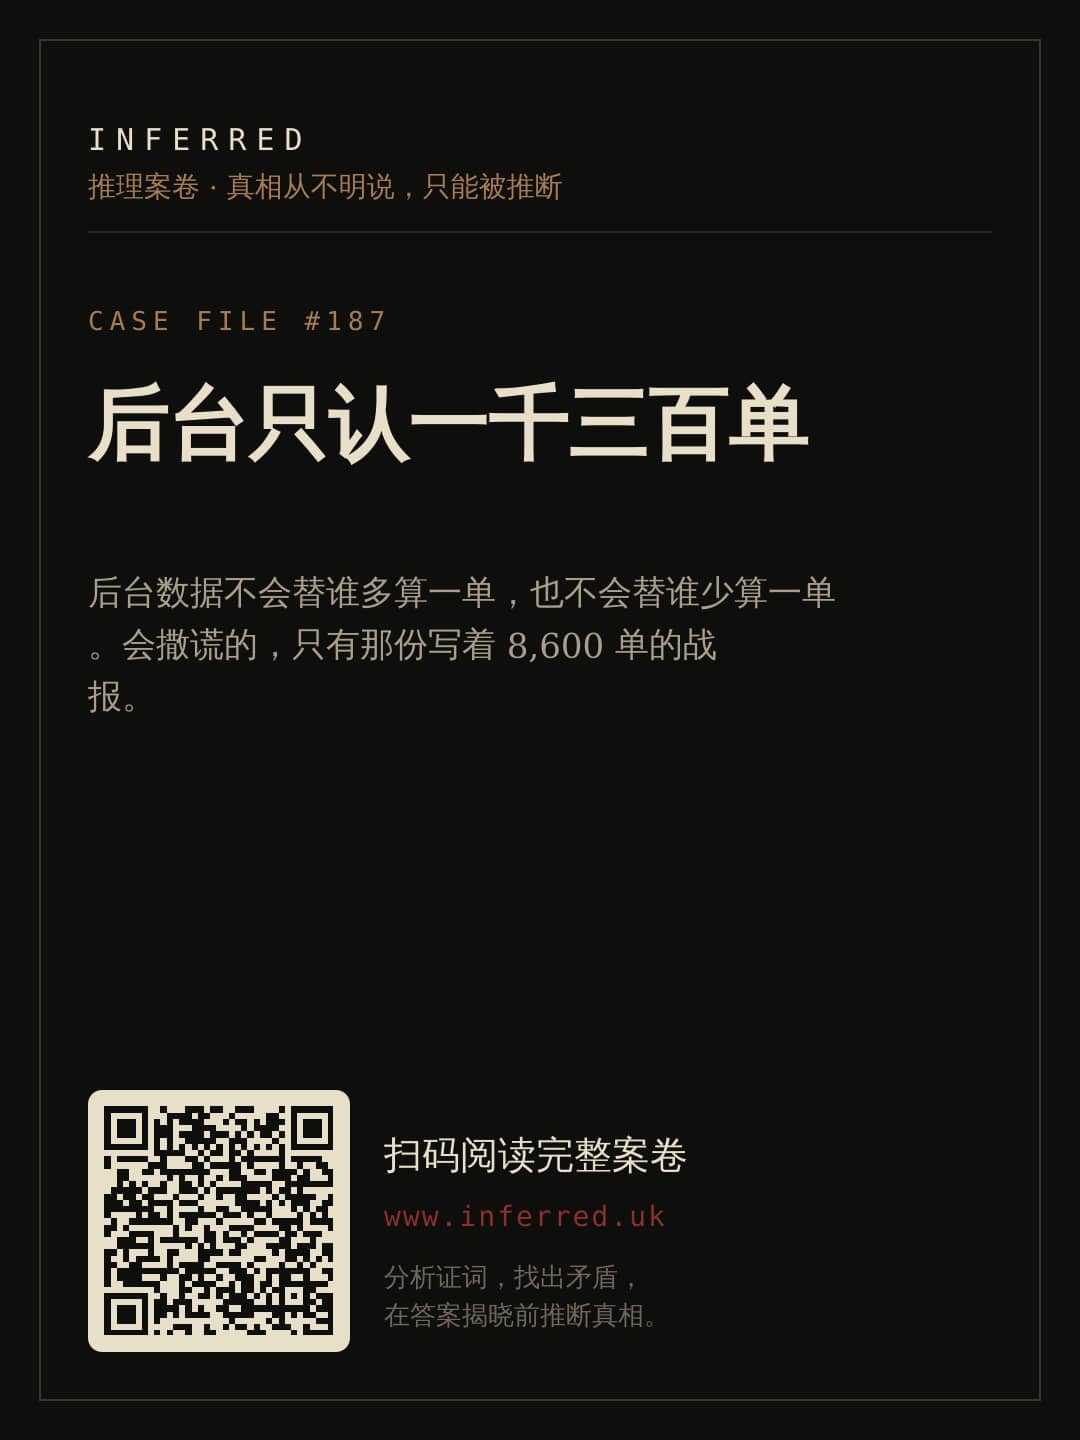 INFERRED
推理案卷 · 真相从不明说，只能被推断
CASE FILE #187
后台只认一千三百单
后台数据不会替谁多算一单，也不会替谁少算一单
。会撒谎的，只有那份写着 8,600 单的战
报。
扫码阅读完整案卷
www.inferred.uk
分析证词，找出矛盾，
在答案揭晓前推断真相。